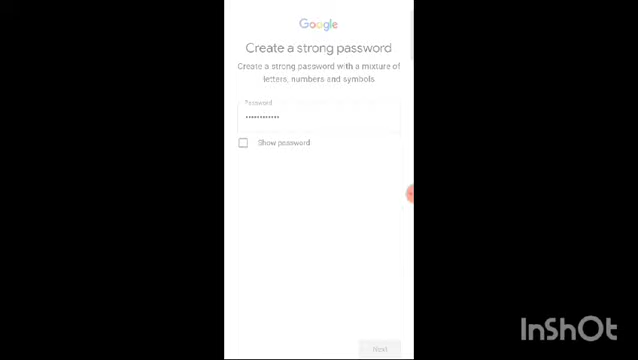 Google
Create a strong password
Create a strong password with a mixture of
letters, numbers and symbols
Password
••••••••••••
Show password
Next
InShOt